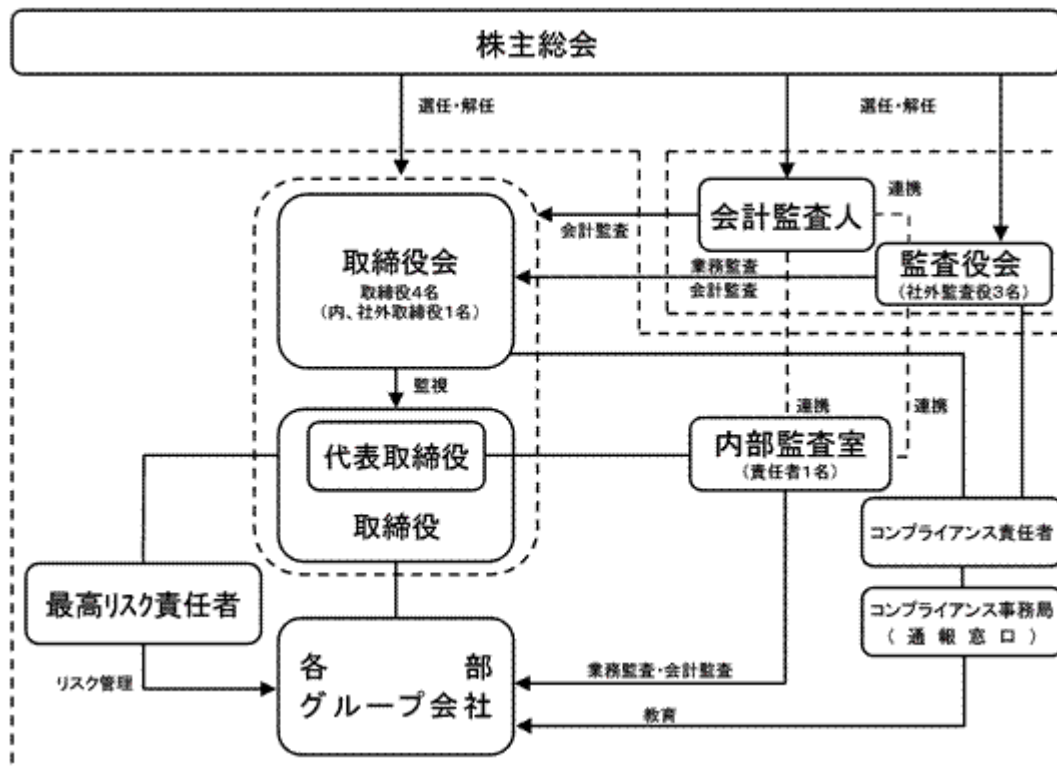 株主総会
選任・解任
選任・解任
会計監査人
連携
会計監査
取締役会
取締役4名
（内、社外取締役1名）
業務監査
会計監査
監査役会
（社外監査役3名）
監視
連携
連携
代表取締役
内部監査室
（責任者1名）
取締役
コンプライアンス責任者
最高リスク責任者
コンプライアンス事務局
（通報窓口）
各部
グループ会社
リスク管理
業務監査・会計監査
教育